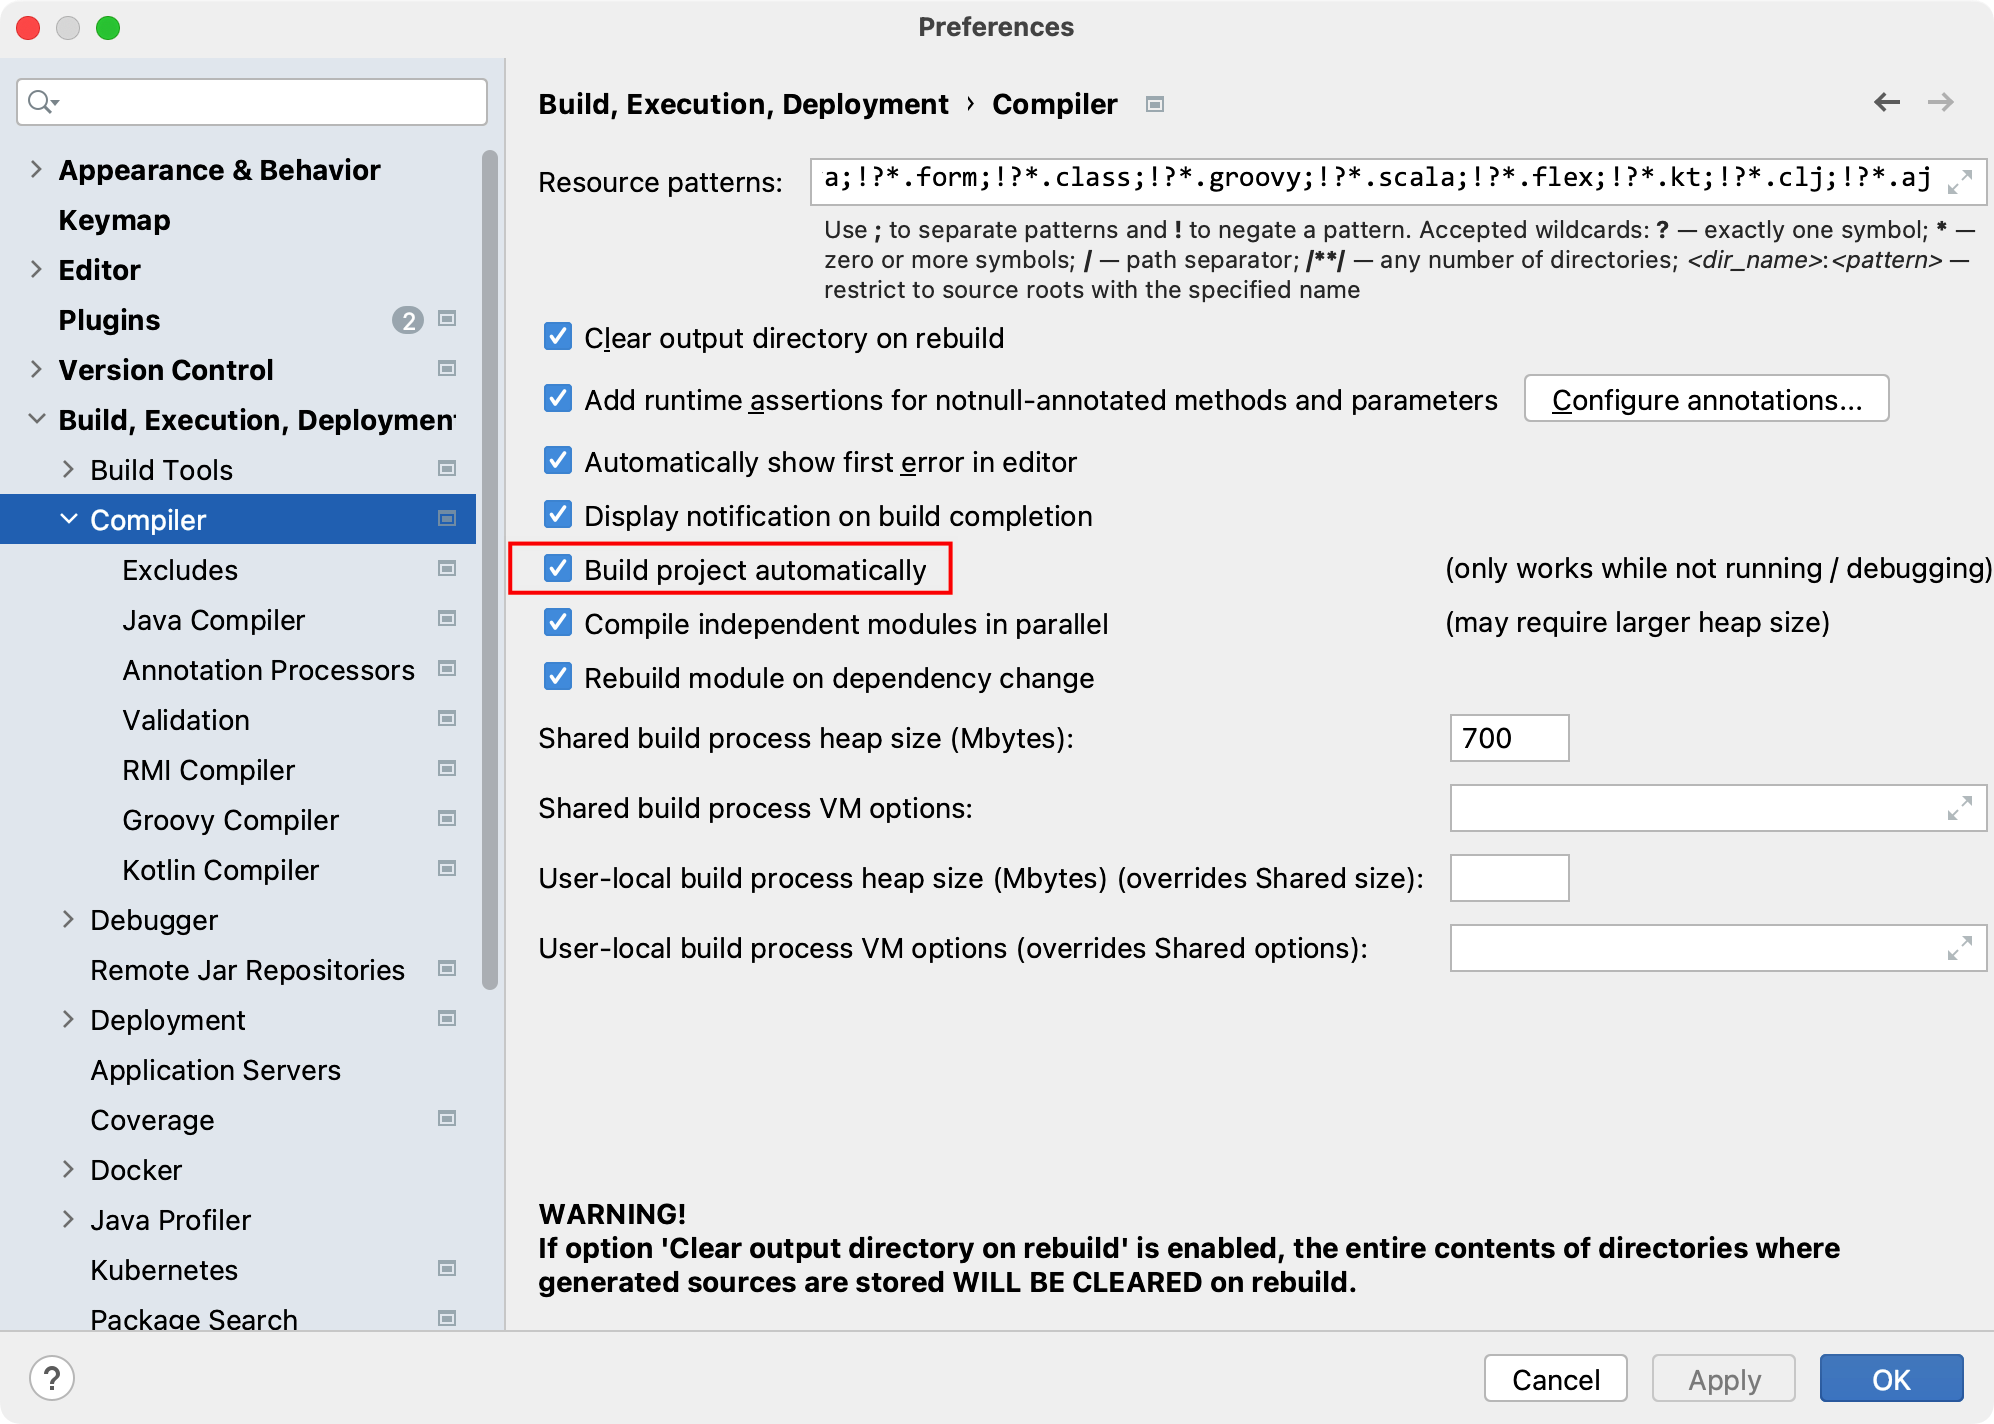 Preferences
Appearance & Behavior
Keymap
Editor
Plugins 2
Version Control
Build, Execution, Deployment
Build Tools
Compiler
Excludes
Java Compiler
Annotation Processors
Validation
RMI Compiler
Groovy Compiler
Kotlin Compiler
Debugger
Remote Jar Repositories
Deployment
Application Servers
Coverage
Docker
Java Profiler
Kubernetes
Package Search
Build, Execution, Deployment › Compiler
Resource patterns: a;!?*.form;!?*.class;!?*.groovy;!?*.scala;!?*.flex;!?*.kt;!?*.clj;!?*.aj
Use ; to separate patterns and ! to negate a pattern. Accepted wildcards: ? — exactly one symbol; * —
zero or more symbols; / — path separator; /**/ — any number of directories; <dir_name>:<pattern> —
restrict to source roots with the specified name
Clear output directory on rebuild
Add runtime assertions for notnull-annotated methods and parameters Configure annotations...
Automatically show first error in editor
Display notification on build completion
Build project automatically (only works while not running / debugging)
Compile independent modules in parallel (may require larger heap size)
Rebuild module on dependency change
Shared build process heap size (Mbytes): 700
Shared build process VM options:
User-local build process heap size (Mbytes) (overrides Shared size):
User-local build process VM options (overrides Shared options):
WARNING!
If option 'Clear output directory on rebuild' is enabled, the entire contents of directories where
generated sources are stored WILL BE CLEARED on rebuild.
? Cancel Apply OK